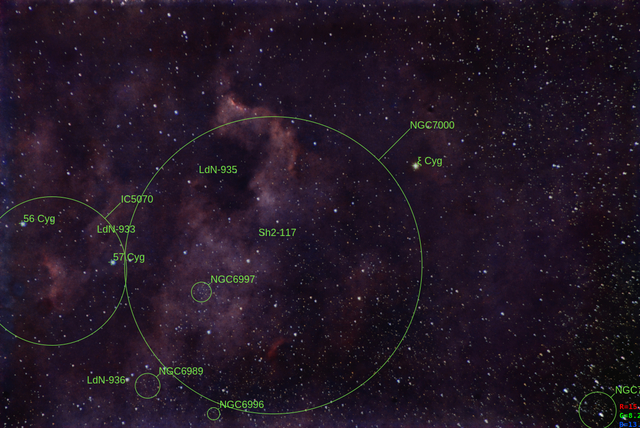 NGC7000
ξ Cyg
LdN-935
IC5070
56 Cyg
LdN-933
Sh2-117
57 Cyg
NGC6997
NGC6989
LdN-936
NGC6996